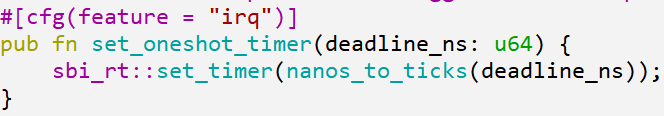 #[cfg(feature = "irq")]
pub fn set_oneshot_timer(deadline_ns: u64) {
    sbi_rt::set_timer(nanos_to_ticks(deadline_ns));
}